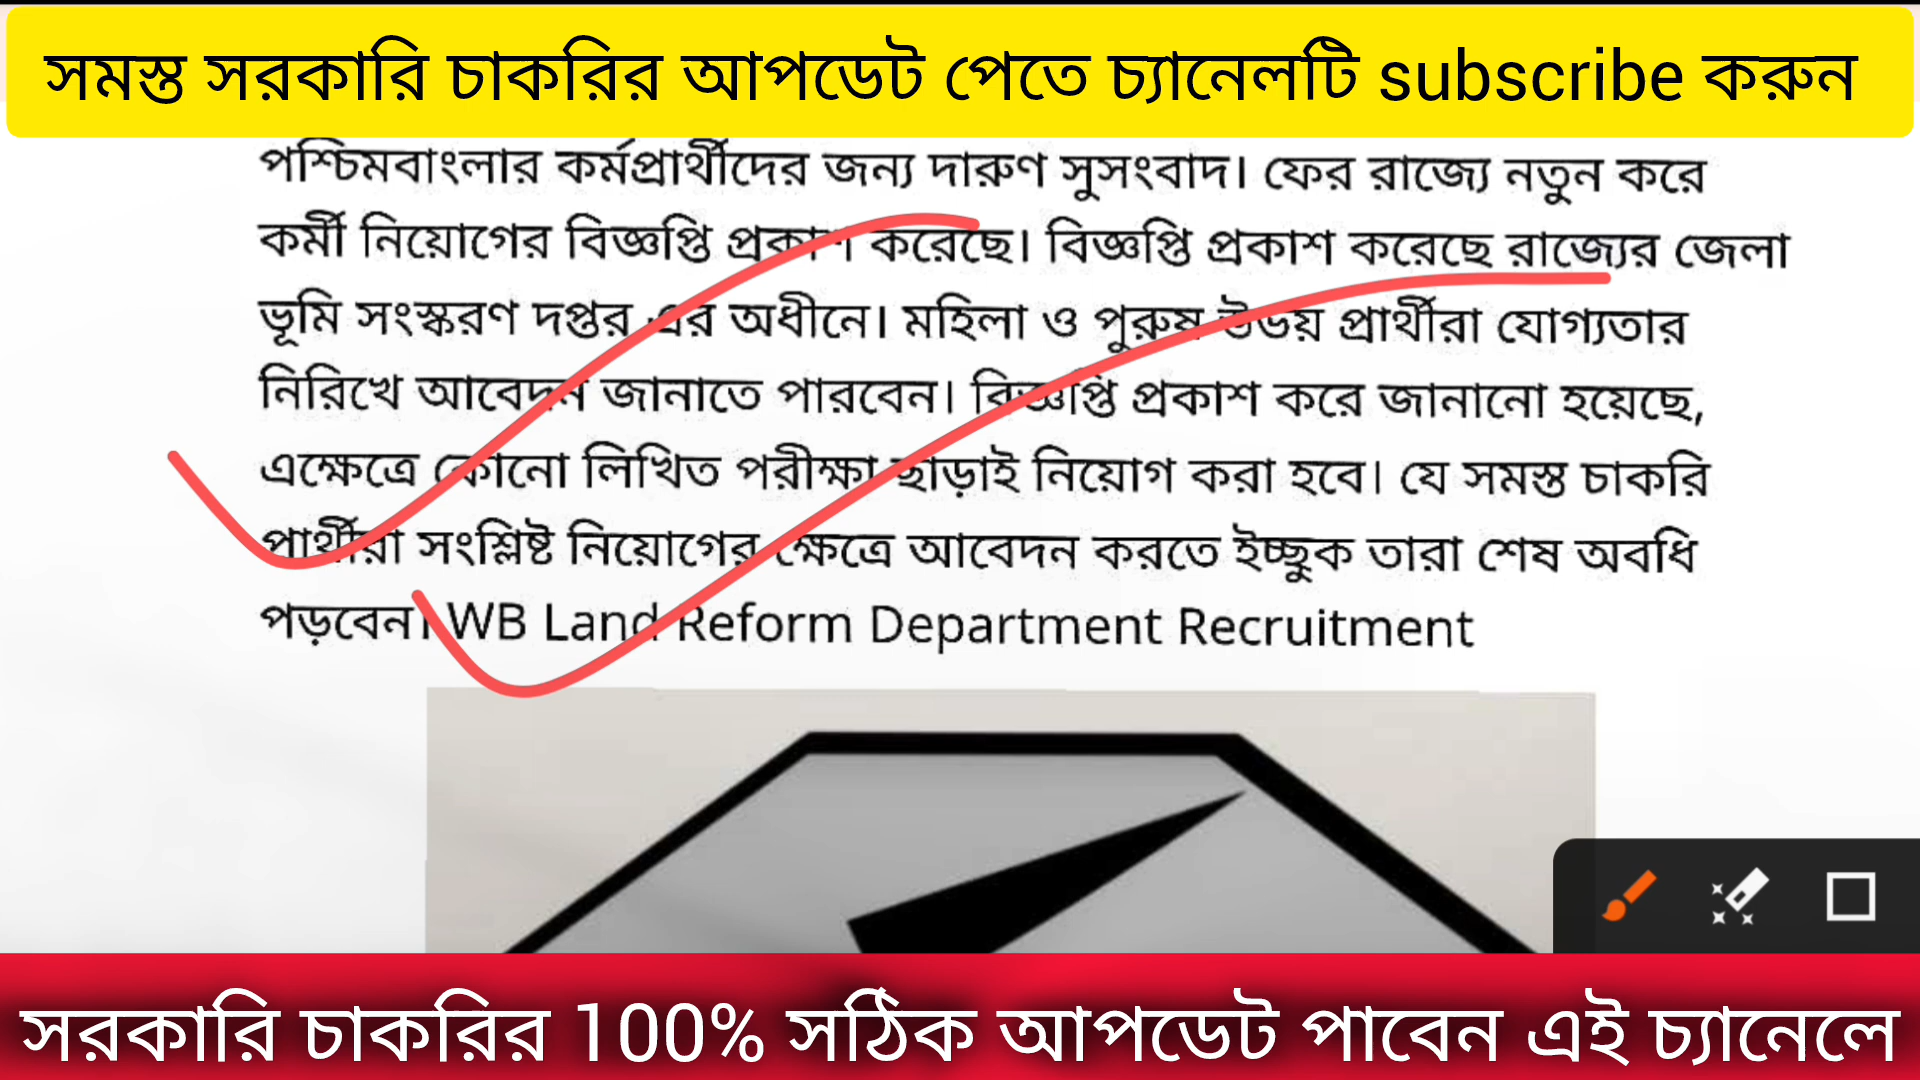 সমস্ত সরকারি চাকরির আপডেট পেতে চ্যানেলটি subscribe করুন
পশ্চিমবাংলার কর্মপ্রার্থীদের জন্য দারুণ সুসংবাদ। ফের রাজ্যে নতুন করে
কর্মী নিয়োগের বিজ্ঞপ্তি প্রকাশ করেছে। বিজ্ঞপ্তি প্রকাশ করেছে রাজ্যের জেলা
ভূমি সংস্করণ দপ্তর এর অধীনে। মহিলা ও পুরুষ উভয় প্রার্থীরা যোগ্যতার
নিরিখে আবেদন জানাতে পারবেন। বিজ্ঞপ্তি প্রকাশ করে জানানো হয়েছে,
এক্ষেত্রে কোনো লিখিত পরীক্ষা ছাড়াই নিয়োগ করা হবে। যে সমস্ত চাকরি
প্রার্থীরা সংশ্লিষ্ট নিয়োগের ক্ষেত্রে আবেদন করতে ইচ্ছুক তারা শেষ অবধি
পড়বেন। WB Land Reform Department Recruitment
সরকারি চাকরির 100% সঠিক আপডেট পাবেন এই চ্যানেলে